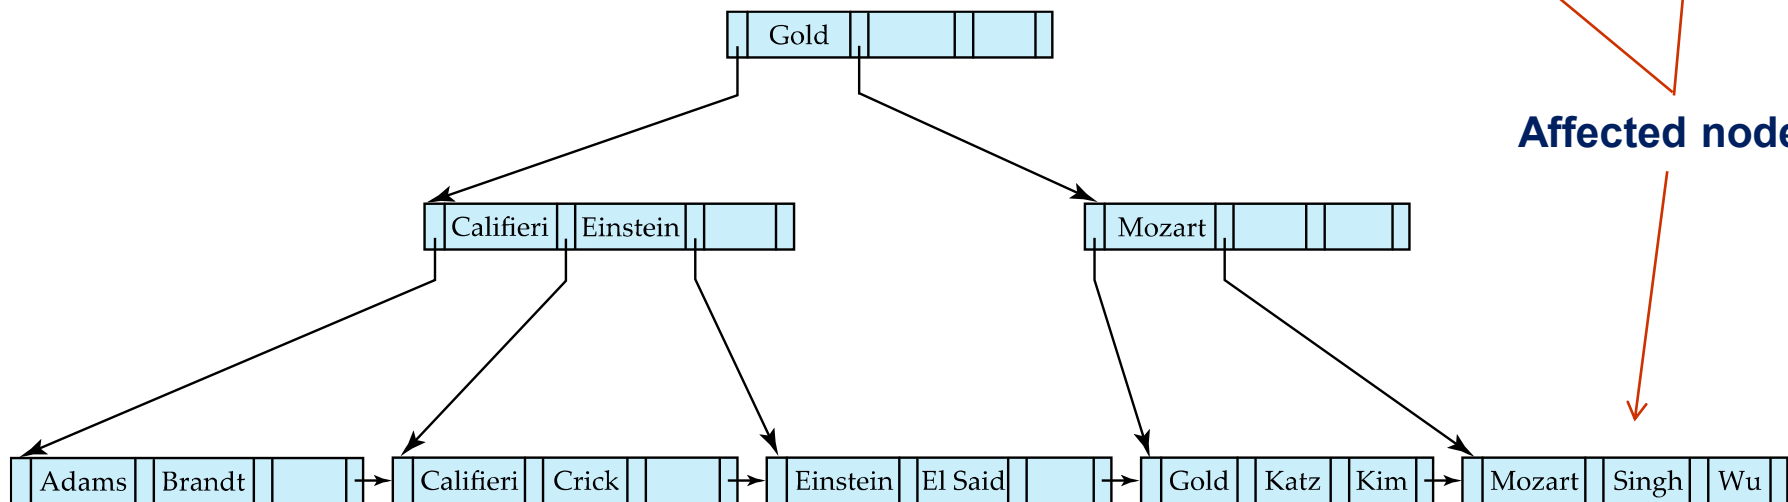 Gold
Affected node
Califieri Einstein
Mozart
Adams Brandt
Califieri Crick
Einstein El Said
Gold Katz Kim
Mozart Singh Wu